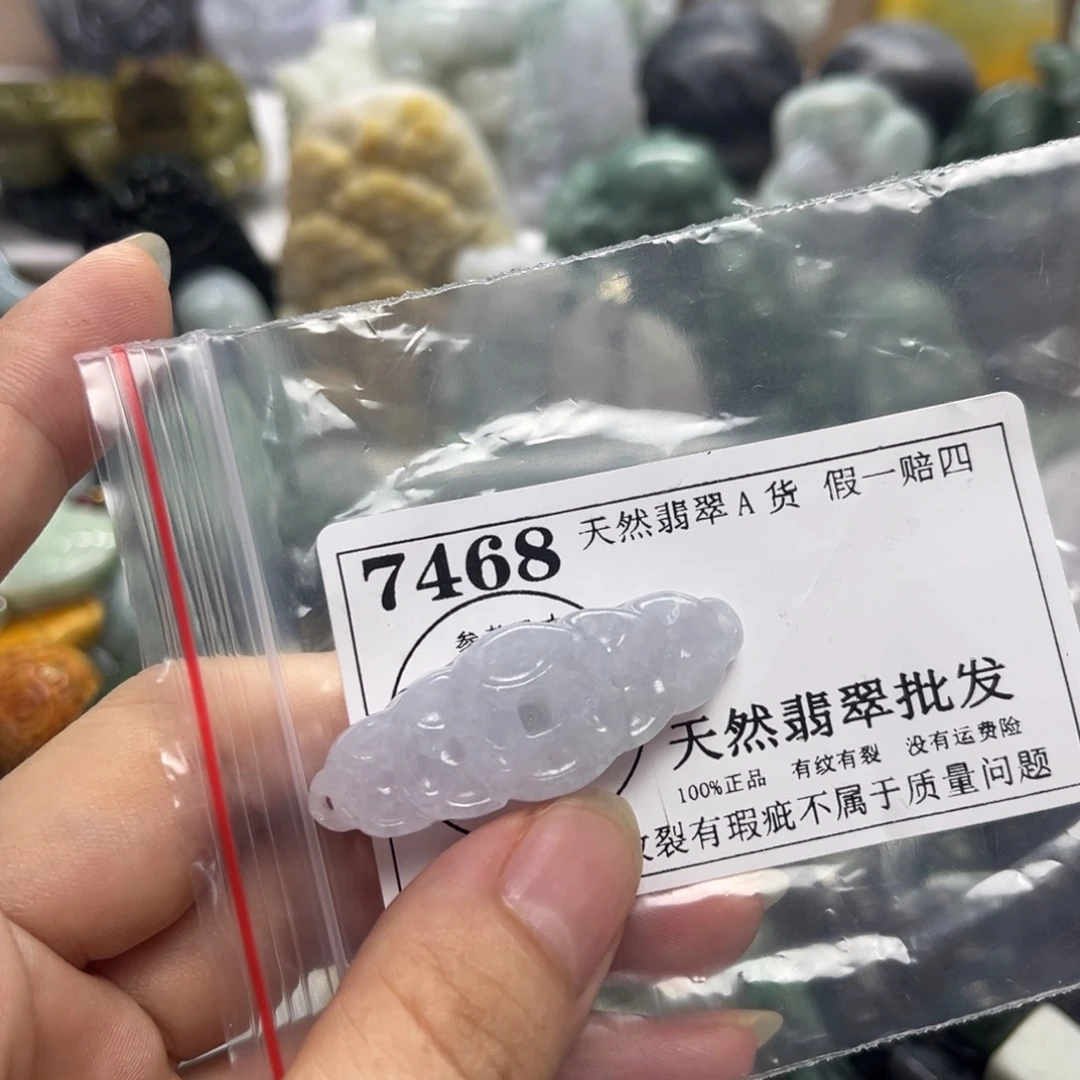 7468
天然翡翠A货 假一赔四
天然翡翠批发
100%正品 有纹有裂 没有运费险
裂有瑕疵不属于质量问题